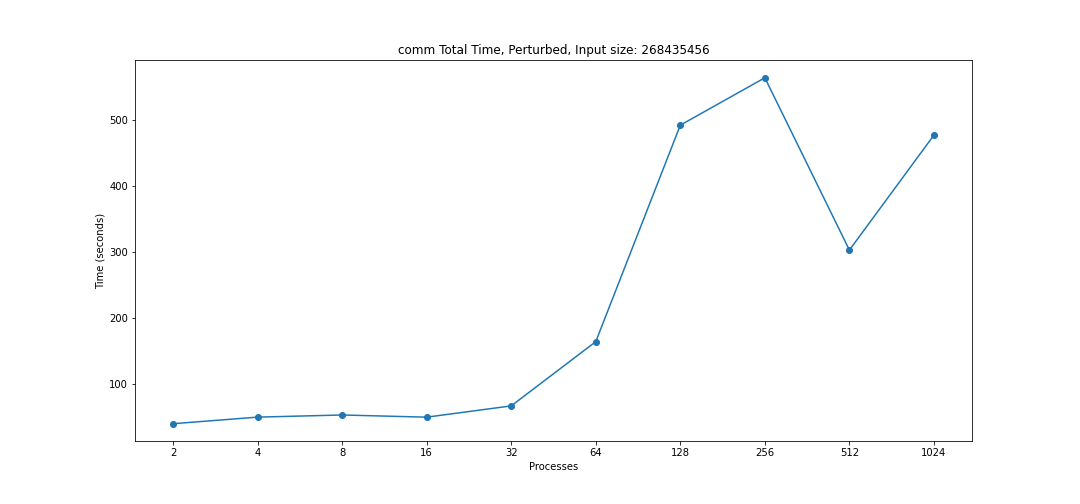 comm Total Time, Perturbed, Input size: 268435456
Time (seconds)
500
400
300
200
100
2 4 8 16 32 64 128 256 512 1024
Processes